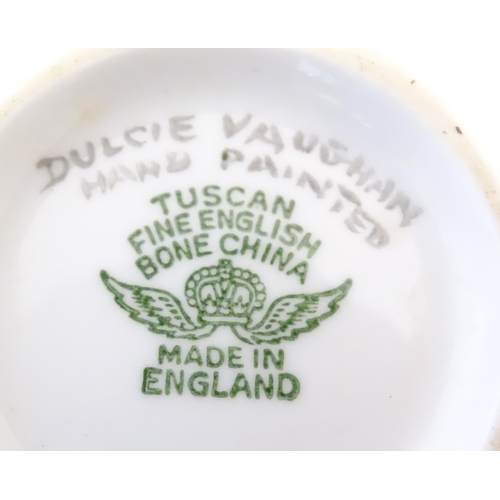 DULCIE VAUGHAN
HAND PAINTED
TUSCAN
FINE ENGLISH
BONE CHINA
MADE IN
ENGLAND